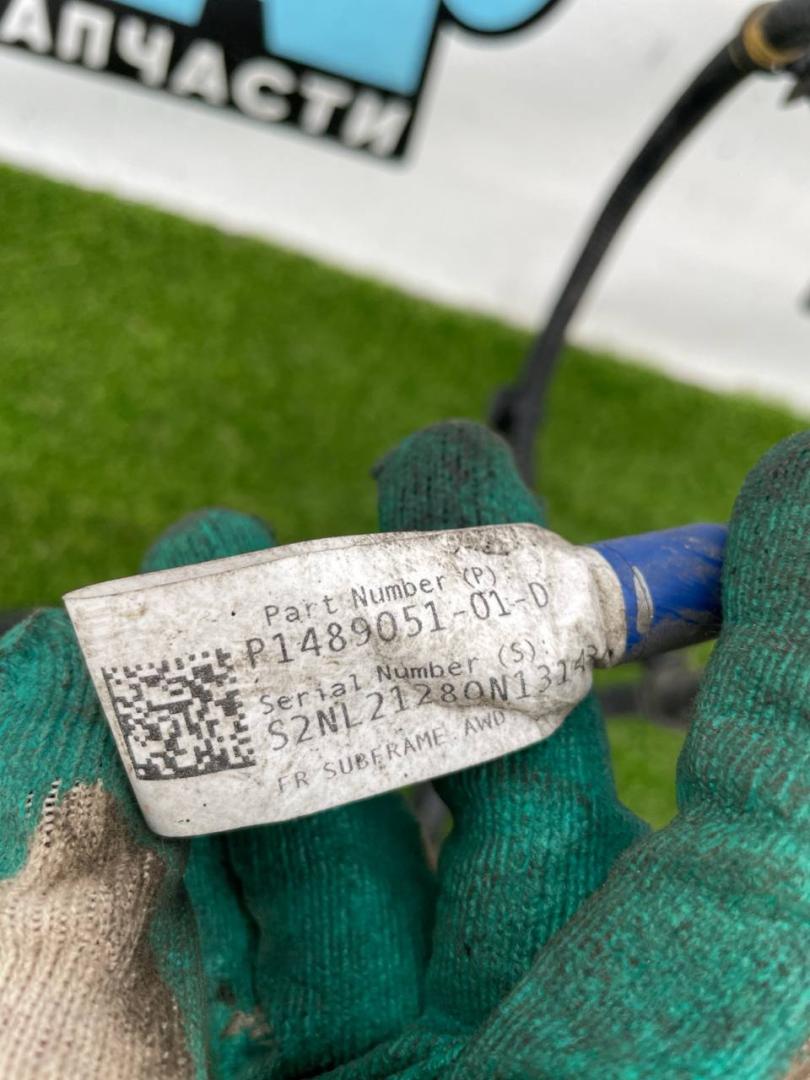 АПЧАСТИ
Part Number (P)
P1489051-01-D
Serial Number (S):
FR SUBFRAME AWD